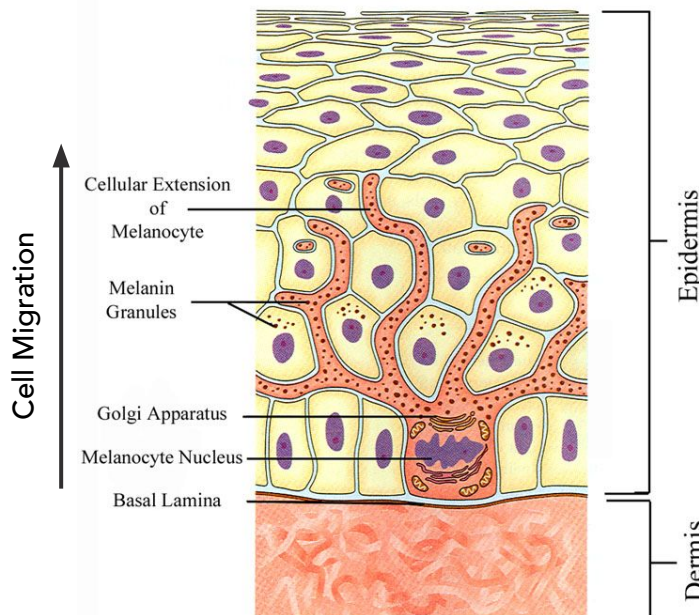 Cellular Extension
of
Melanocyte
Melanin
Granules
Golgi Apparatus
Melanocyte Nucleus
Basal Lamina
Cell Migration
Epidermis
Dermis